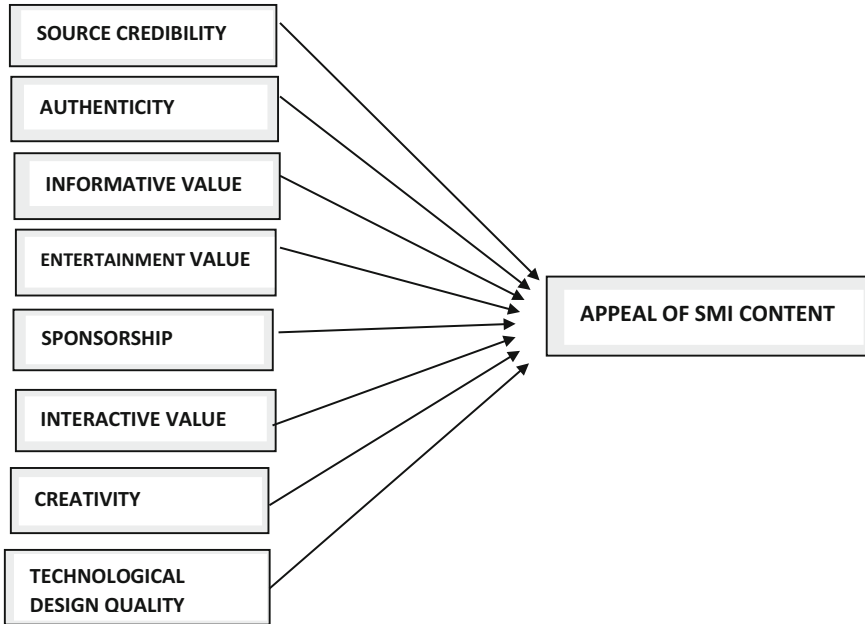 SOURCE CREDIBILITY
AUTHENTICITY
INFORMATIVE VALUE
ENTERTAINMENT VALUE
SPONSORSHIP
INTERACTIVE VALUE
CREATIVITY
TECHNOLOGICAL
DESIGN QUALITY
APPEAL OF SMI CONTENT